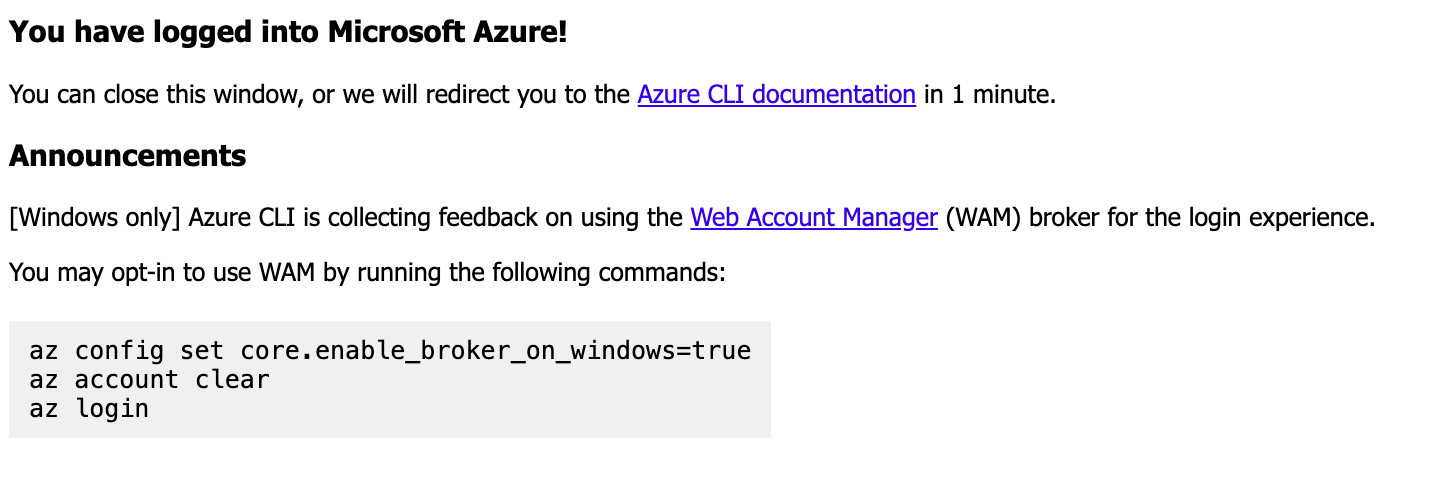 You have logged into Microsoft Azure!
You can close this window, or we will redirect you to the Azure CLI documentation in 1 minute.
Announcements
[Windows only] Azure CLI is collecting feedback on using the Web Account Manager (WAM) broker for the login experience.
You may opt-in to use WAM by running the following commands:
az config set core.enable_broker_on_windows=true
az account clear
az login